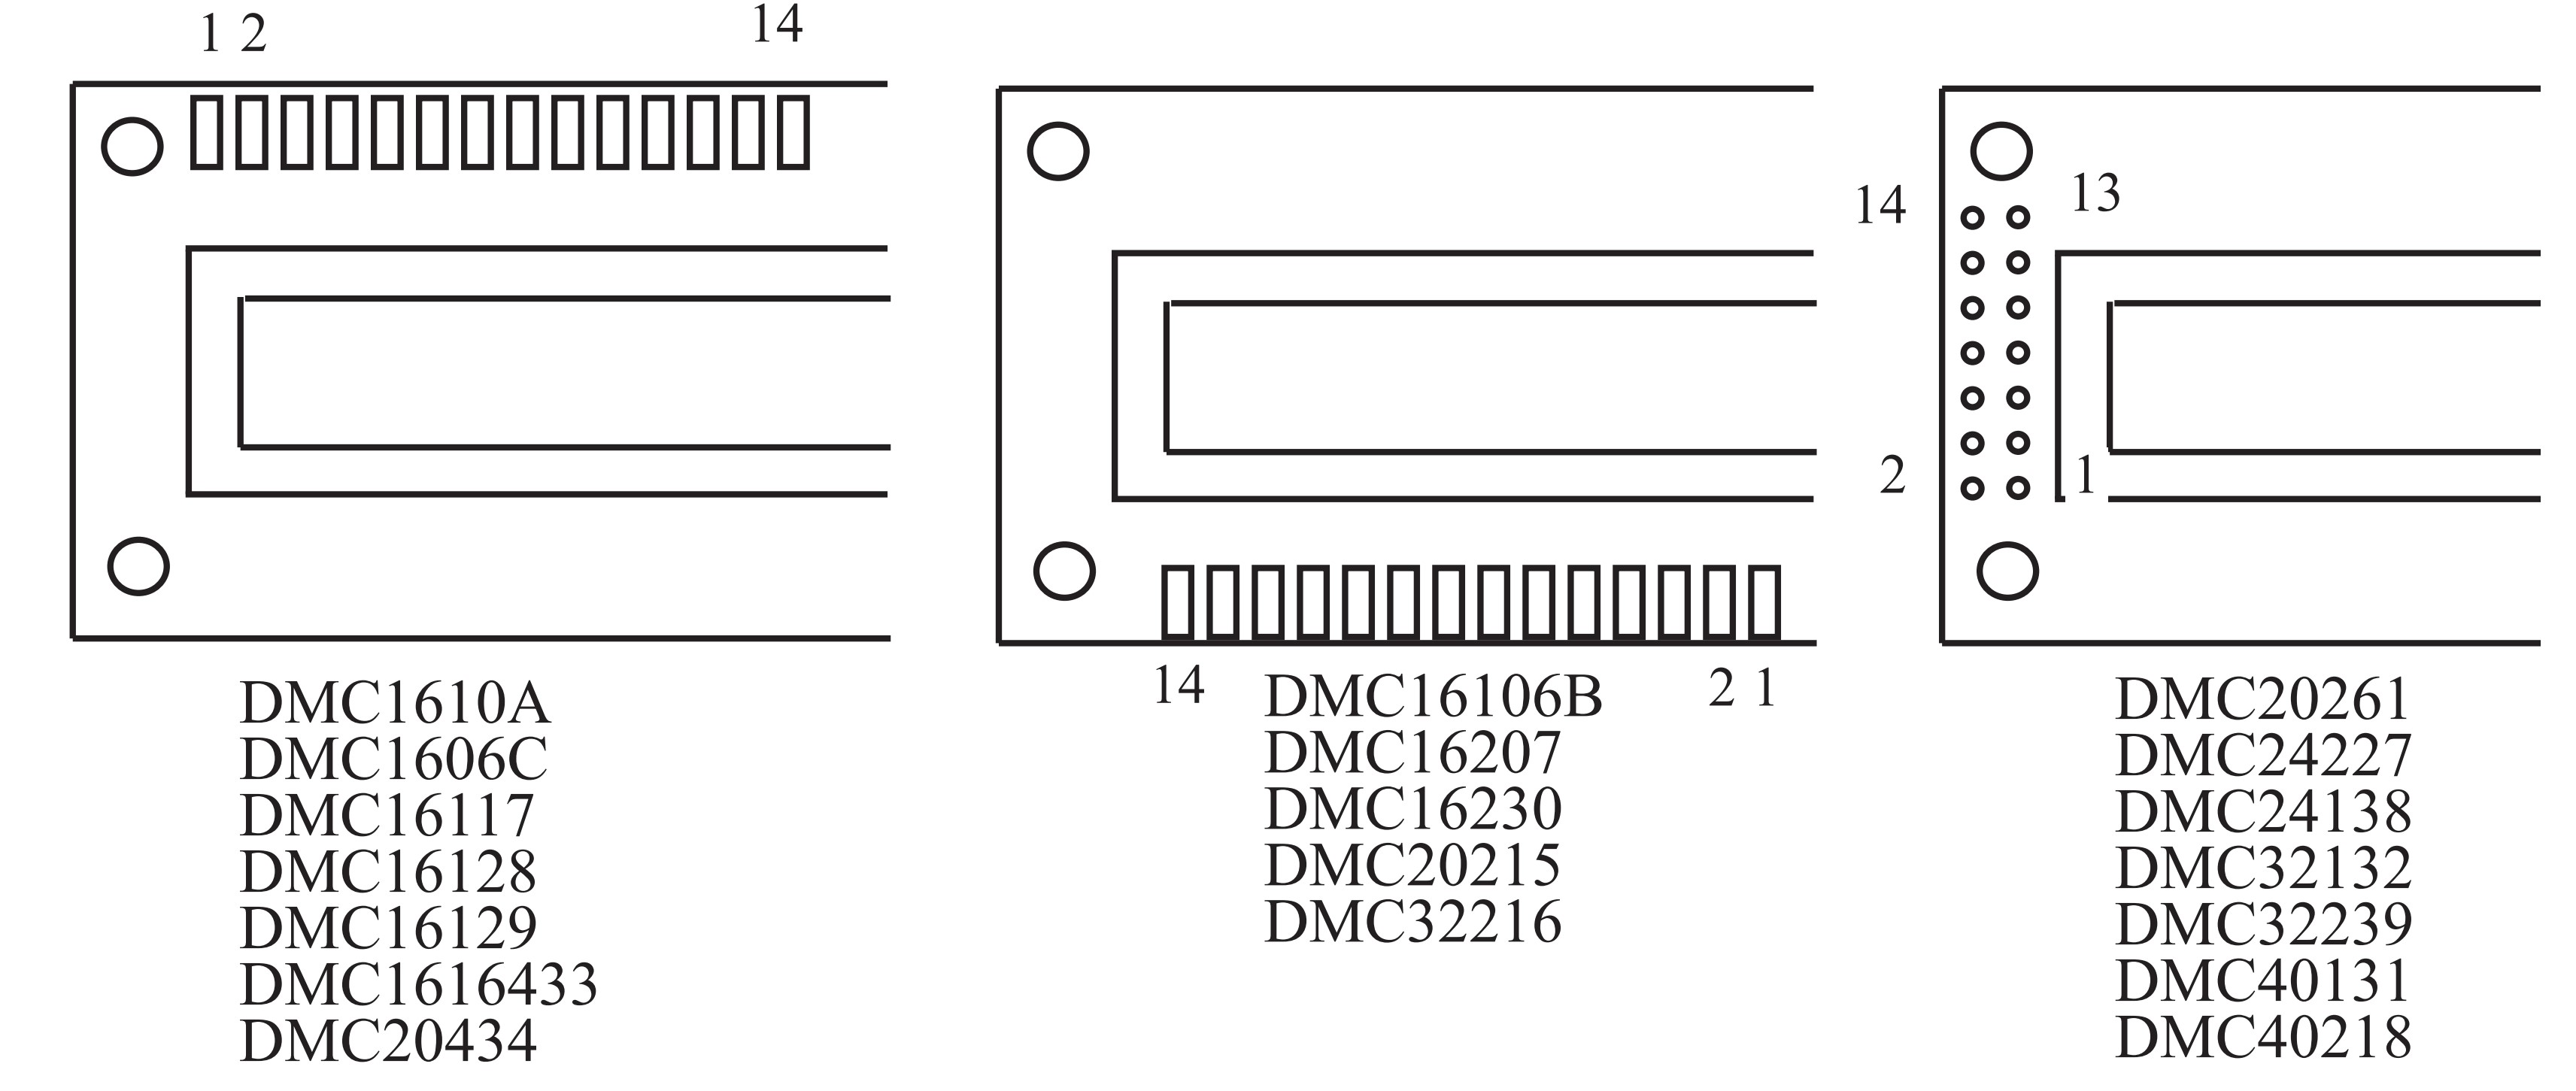 1 2
14
DMC1610A
DMC1606C
DMC16117
DMC16128
DMC16129
DMC1616433
DMC20434
14
2 1
DMC16106B
DMC16207
DMC16230
DMC20215
DMC32216
14
13
2
1
DMC20261
DMC24227
DMC24138
DMC32132
DMC32239
DMC40131
DMC40218